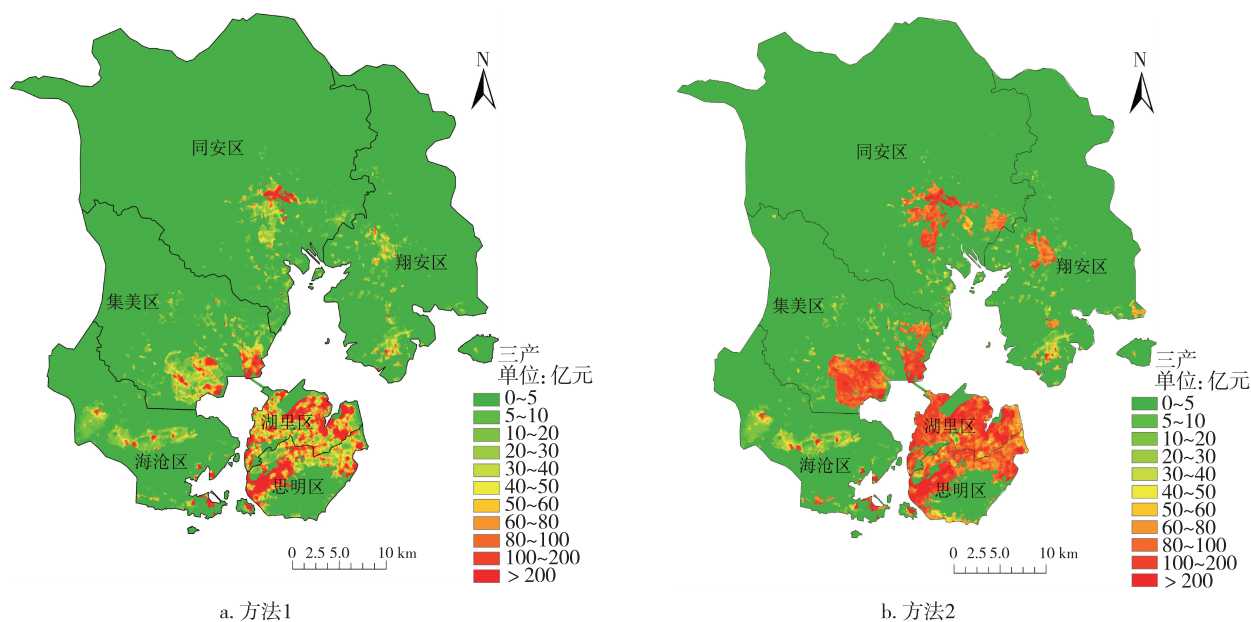 N
同安区
翔安区
集美区
湖里区
海沧区
思明区
三产
单位: 亿元
0~5
5~10
10~20
20~30
30~40
40~50
50~60
60~80
80~100
100~200
>200
0 2.5 5.0 10 km
a. 方法1
N
同安区
翔安区
集美区
湖里区
海沧区
思明区
三产
单位: 亿元
0~5
5~10
10~20
20~30
30~40
40~50
50~60
60~80
80~100
100~200
>200
0 2.5 5.0 10 km
b. 方法2